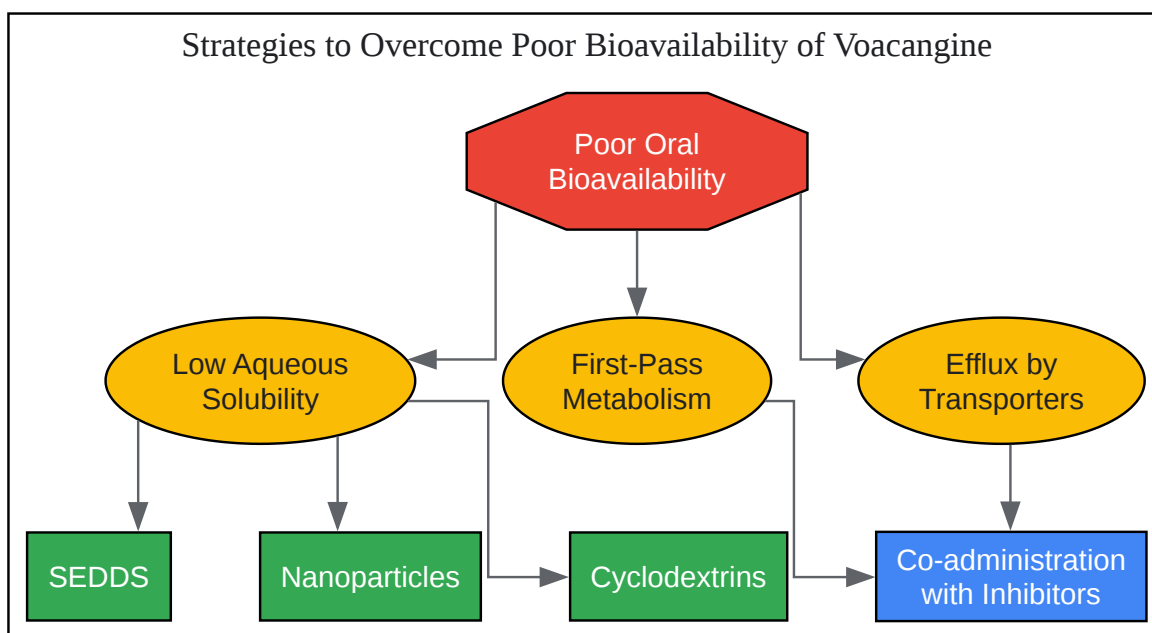 Strategies to Overcome Poor Bioavailability of Voacangine
Poor Oral
Bioavailability
Low Aqueous
Solubility
First-Pass
Metabolism
Efflux by
Transporters
SEDDS
Nanoparticles
Cyclodextrins
Co-administration
with Inhibitors